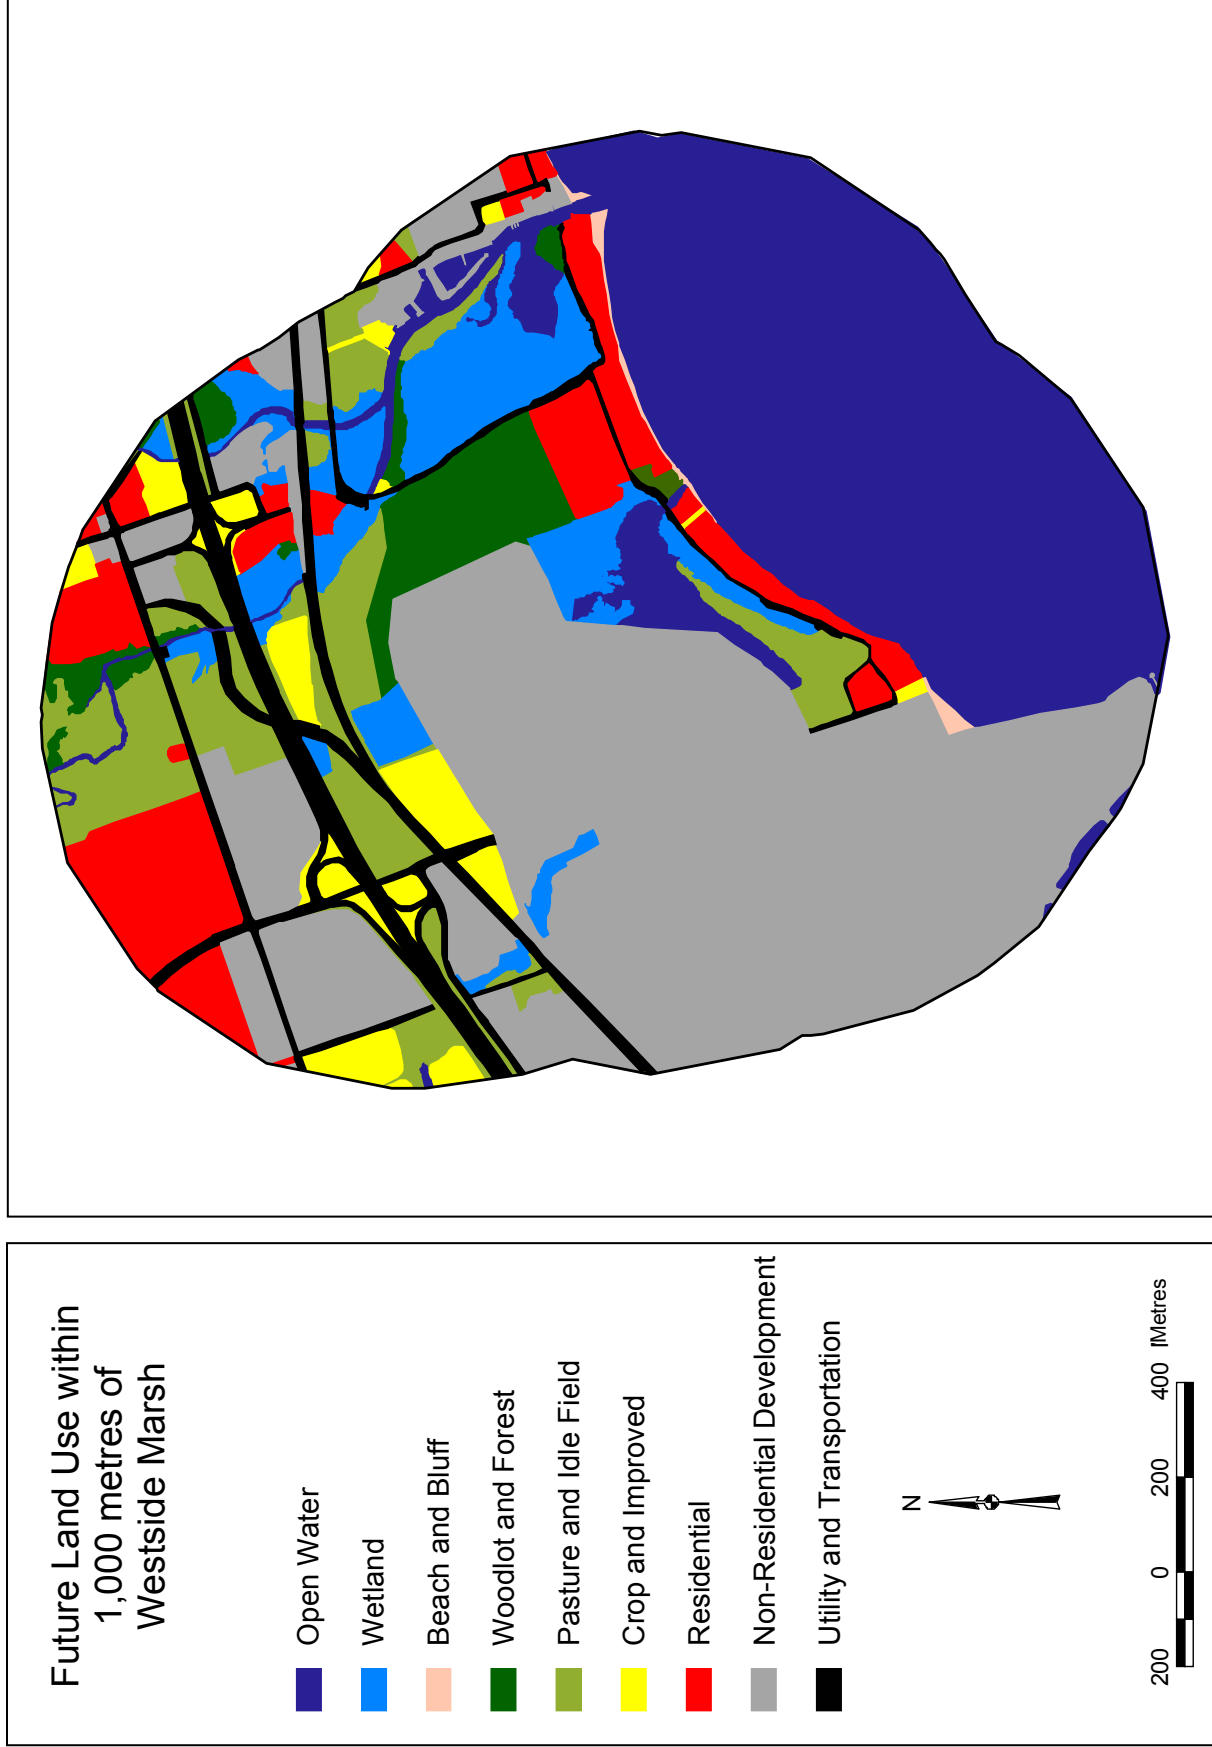 Future Land Use within
1,000 metres of
Westside Marsh
Open Water
Wetland
Beach and Bluff
Woodlot and Forest
Pasture and Idle Field
Crop and Improved
Residential
Non-Residential Development
Utility and Transportation
N
200 0 200 400 Metres